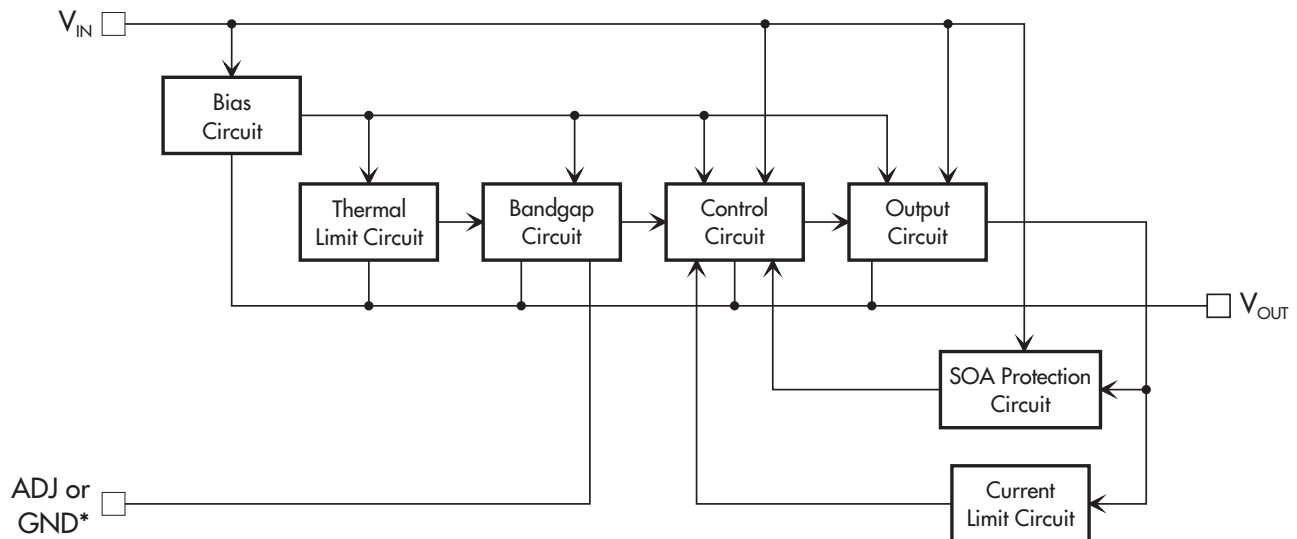 V_IN
Bias
Circuit
Thermal
Limit Circuit
Bandgap
Circuit
Control
Circuit
Output
Circuit
V_OUT
SOA Protection
Circuit
ADJ or
GND*
Current
Limit Circuit